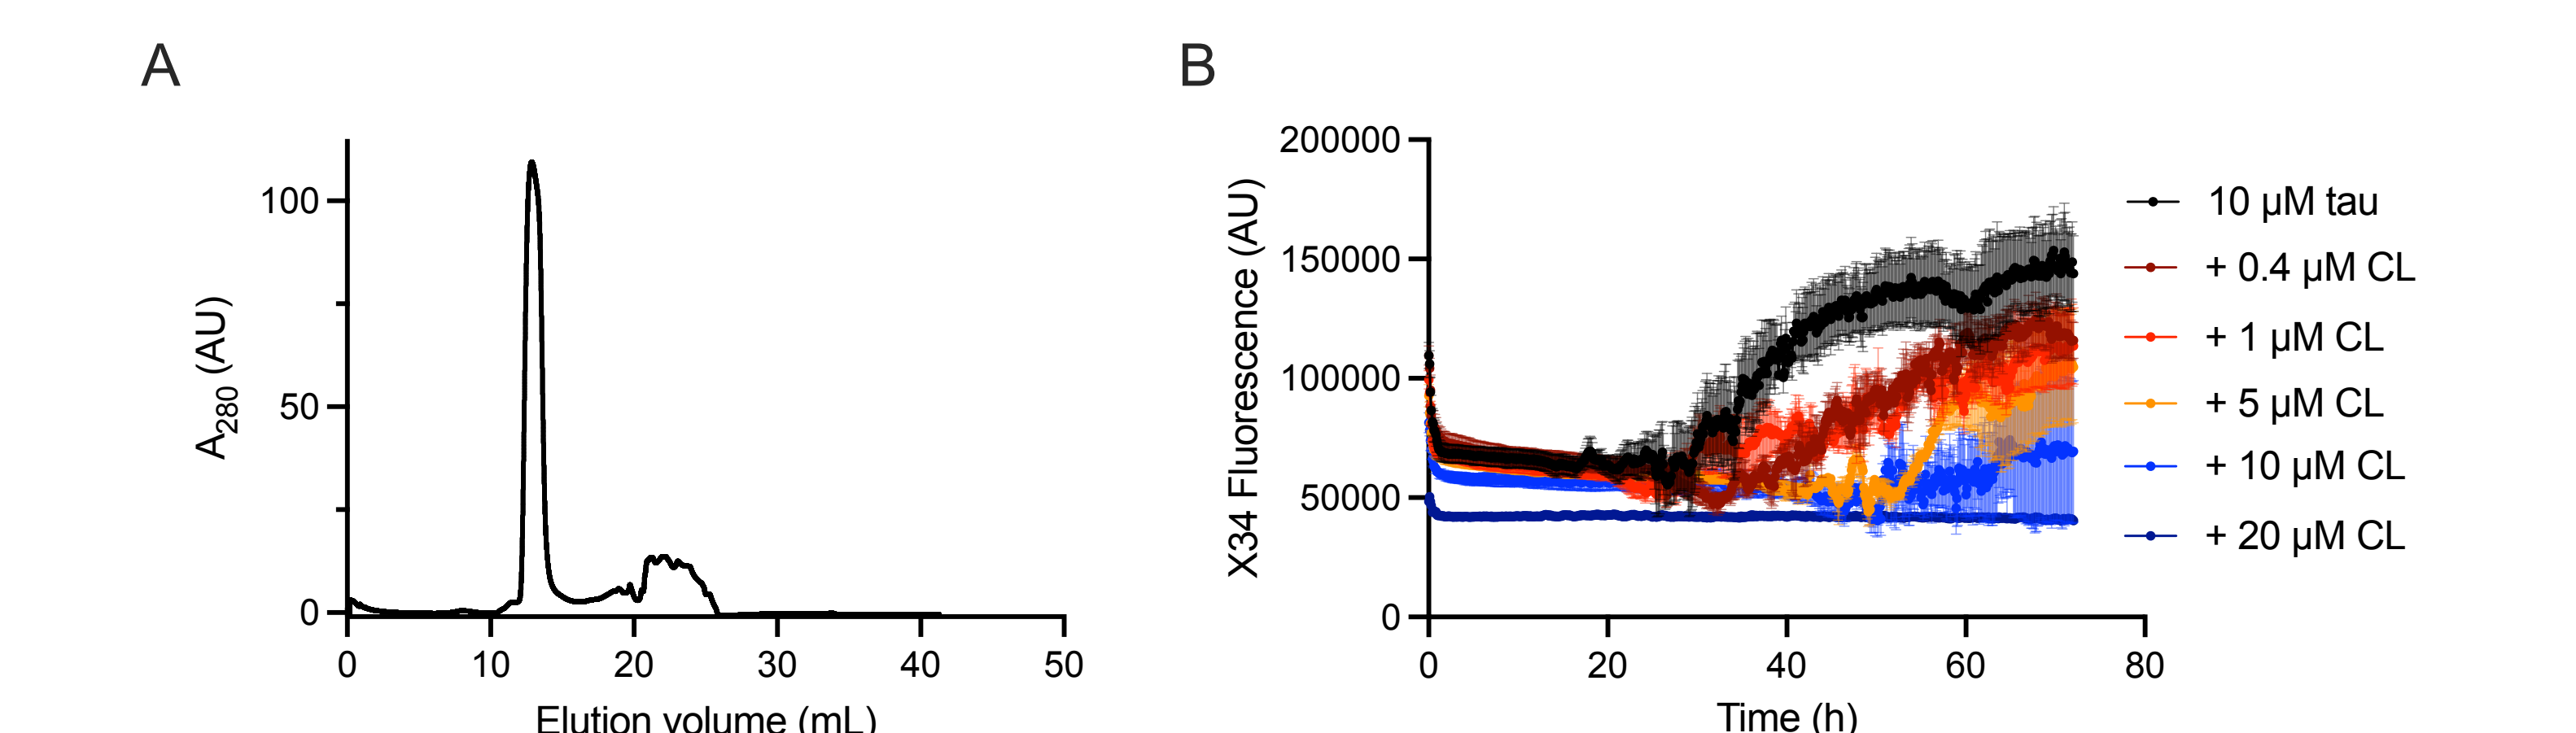 A
B
A280 (AU)
100
50
0
0 10 20 30 40 50
Elution volume (mL)
X34 Fluorescence (AU)
200000
150000
100000
50000
0
0 20 40 60 80
Time (h)
10 µM tau
+ 0.4 µM CL
+ 1 µM CL
+ 5 µM CL
+ 10 µM CL
+ 20 µM CL